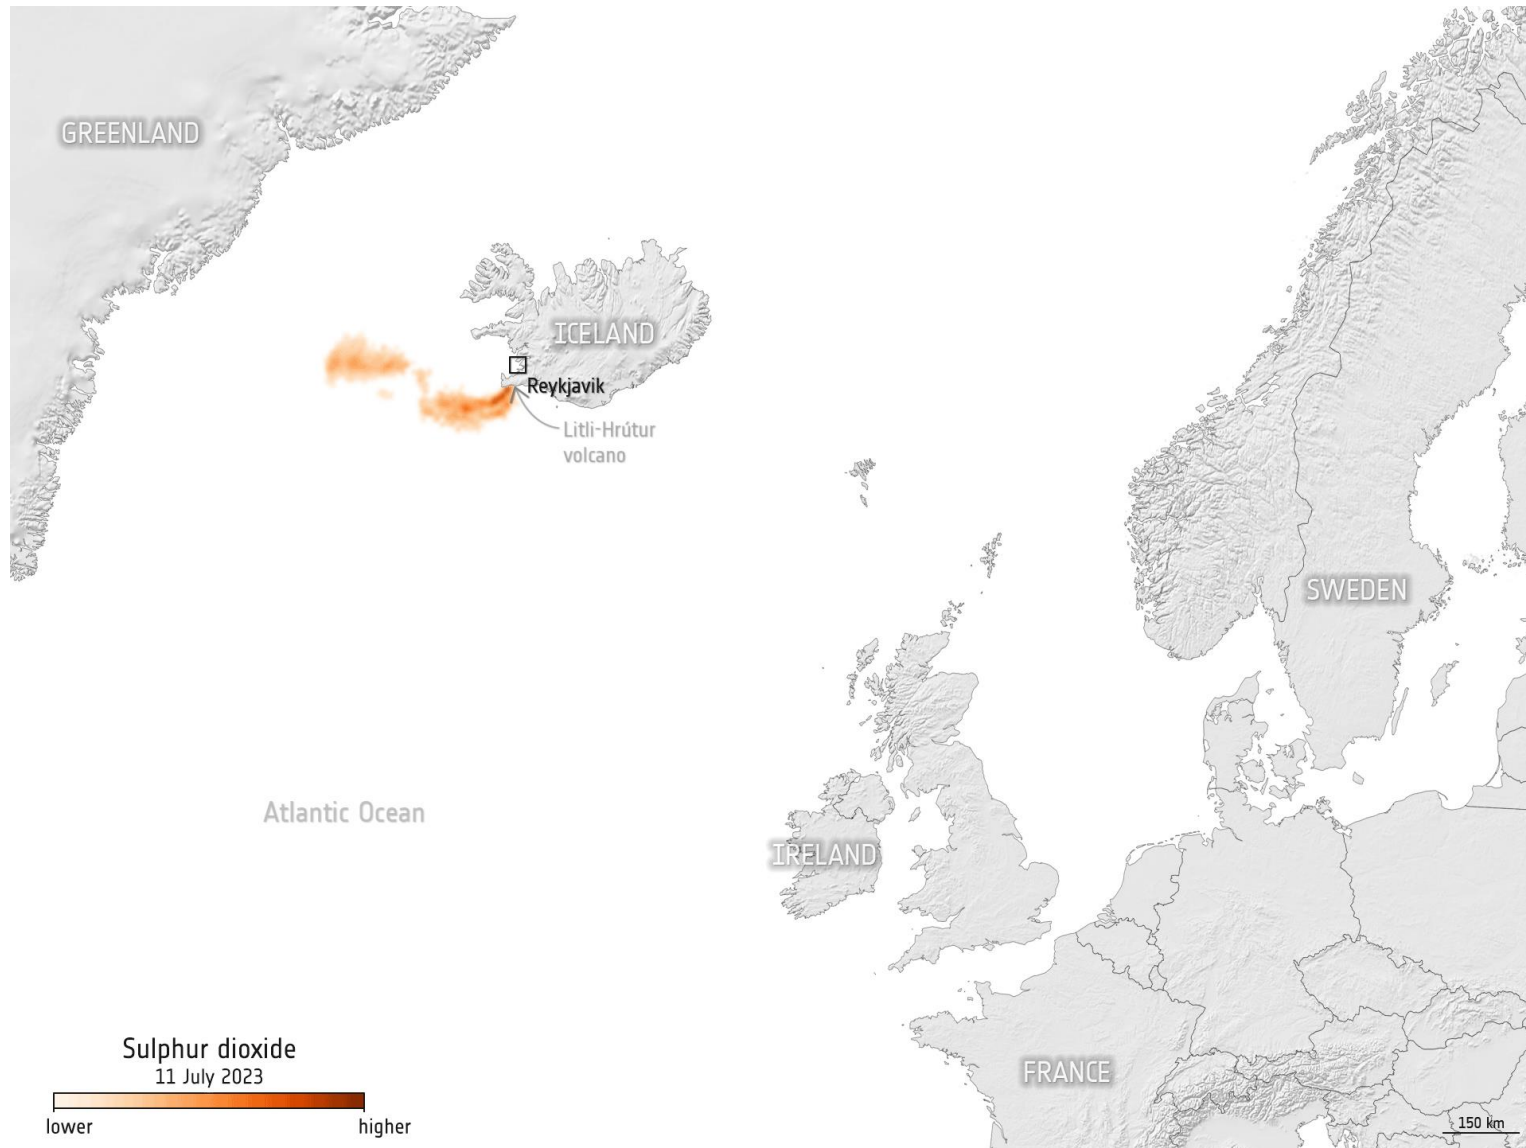 GREENLAND
ICELAND
Reykjavik
Litli-Hrútur
volcano
SWEDEN
Atlantic Ocean
IRELAND
FRANCE
Sulphur dioxide
11 July 2023
lower
higher
150 km